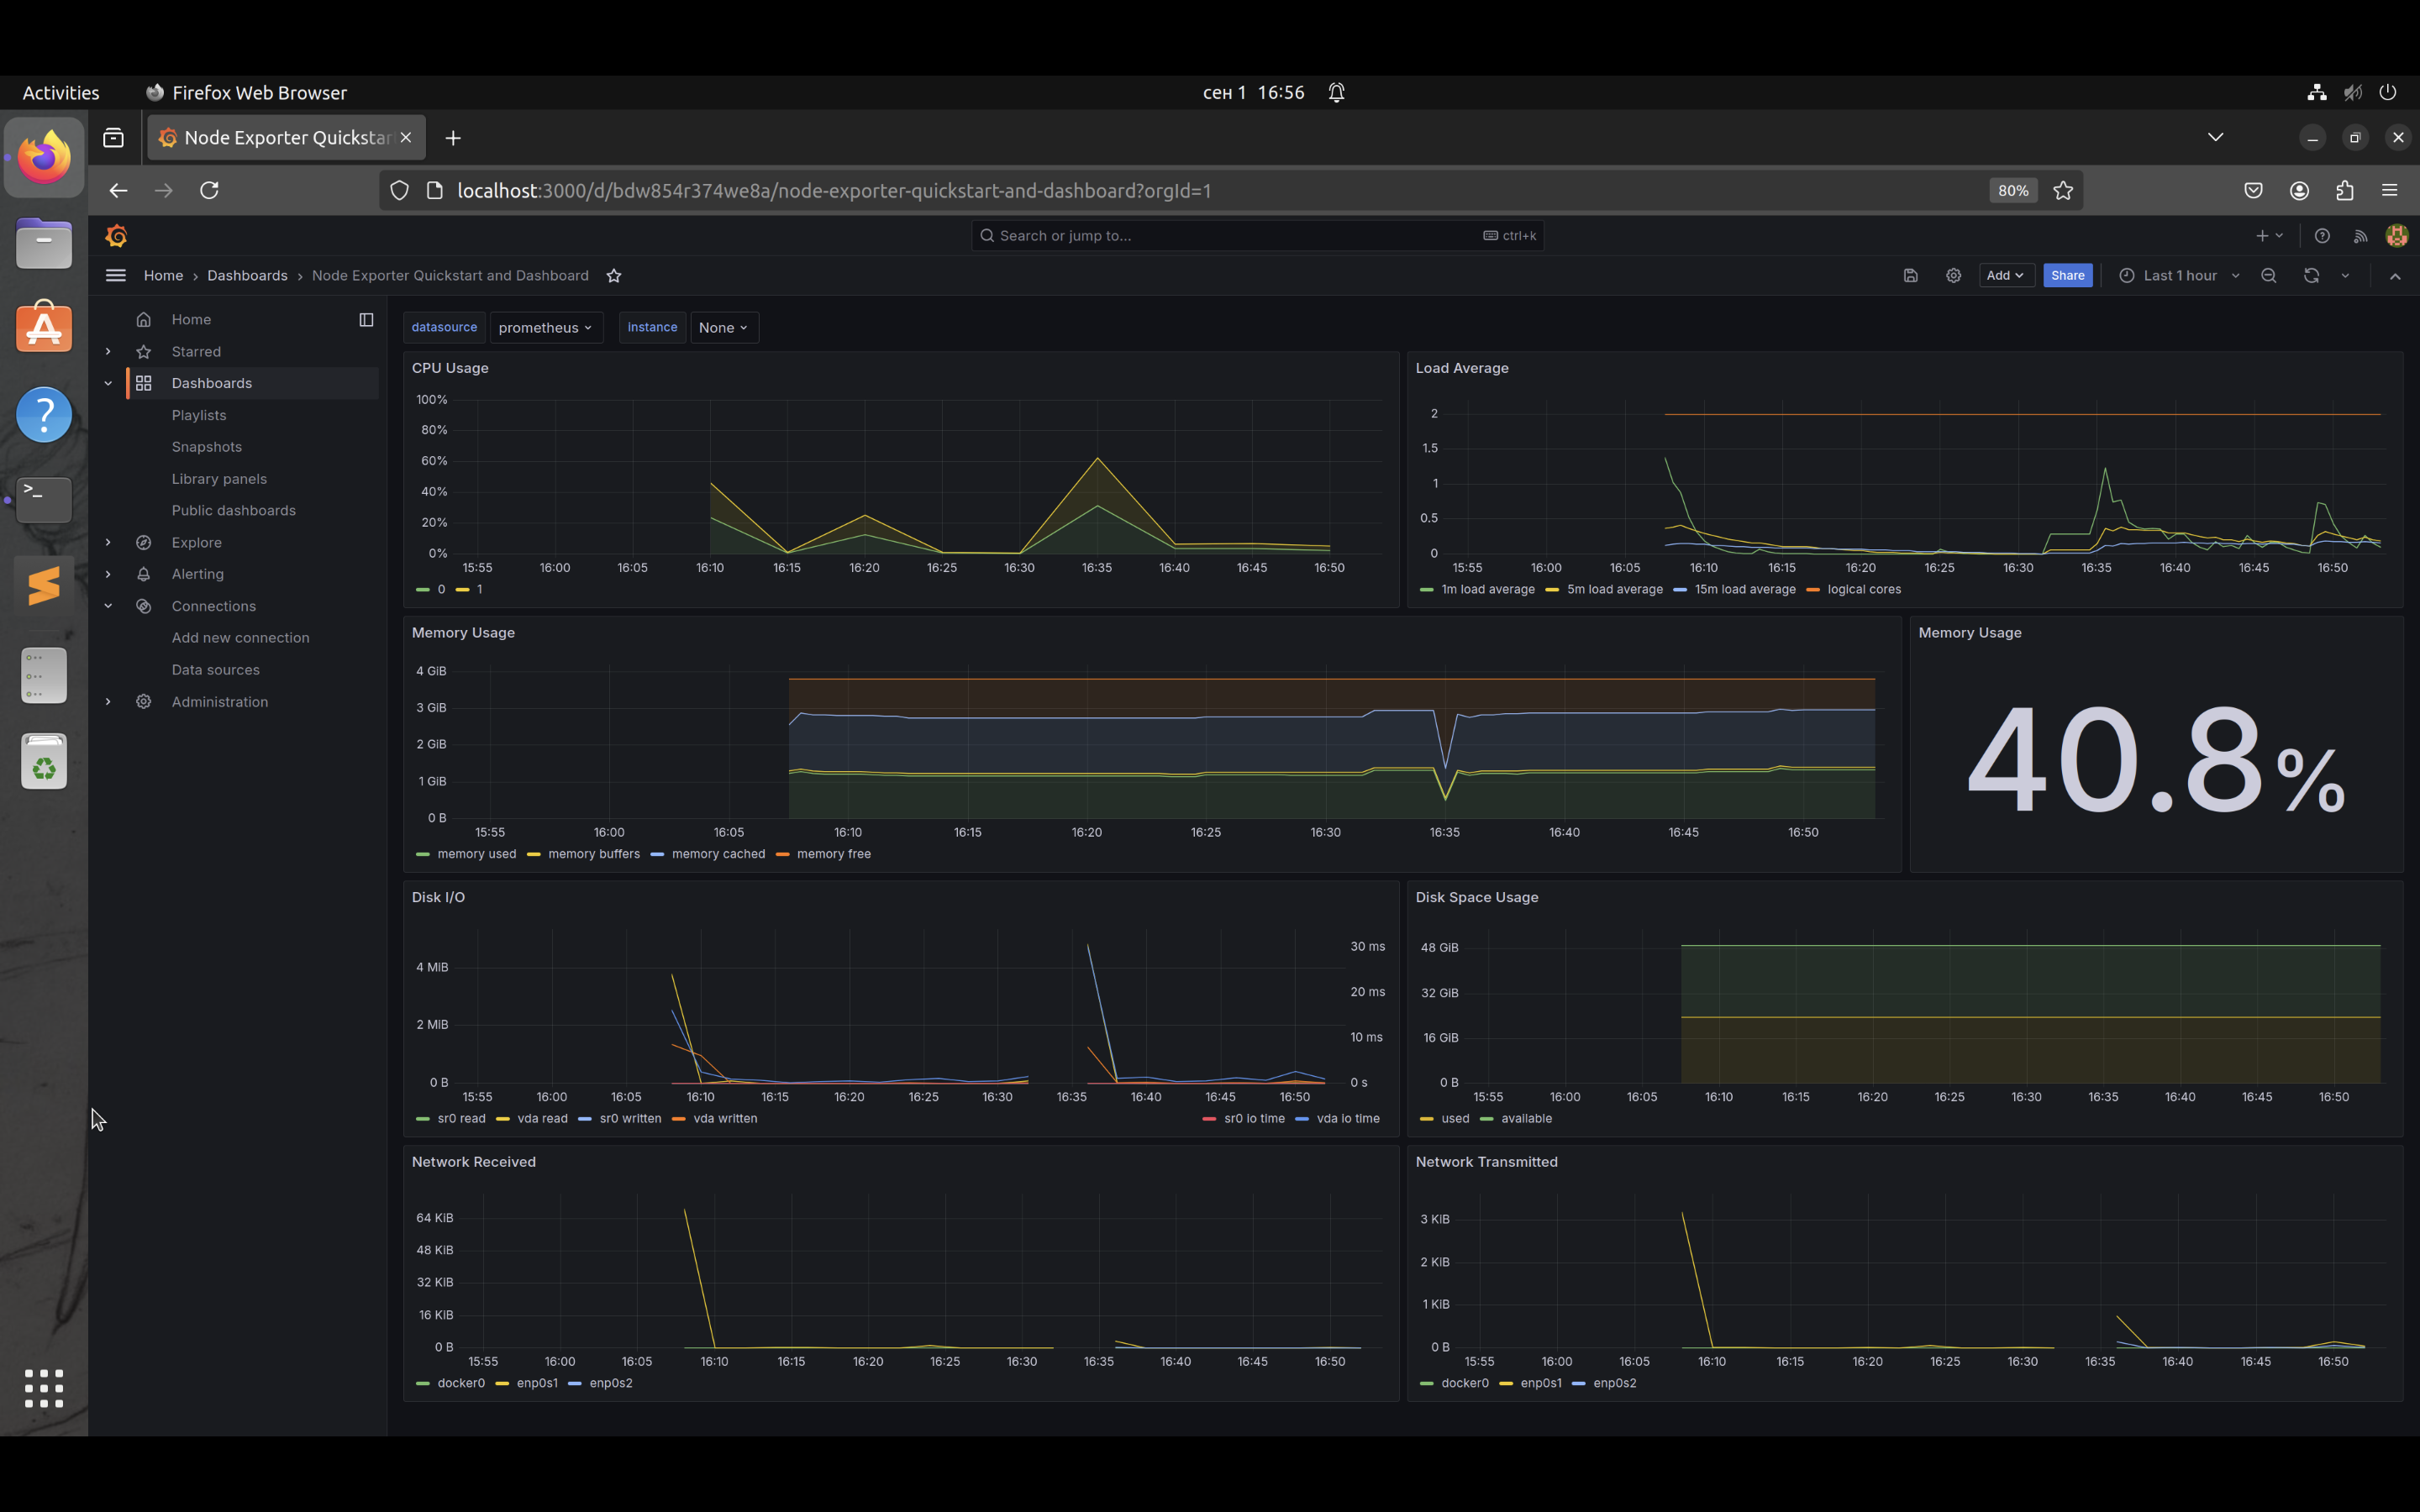 Activities
Firefox Web Browser
сен 1 16:56
Node Exporter Quickstar
localhost:3000/d/bdw854r374we8a/node-exporter-quickstart-and-dashboard?orgId=1
80%
Search or jump to...
ctrl+k
Home › Dashboards › Node Exporter Quickstart and Dashboard
Add
Share
Last 1 hour
Home
Starred
Dashboards
Playlists
Snapshots
Library panels
Public dashboards
Explore
Alerting
Connections
Add new connection
Data sources
Administration
datasource
prometheus
instance
None
CPU Usage
100%
80%
60%
40%
20%
0%
15:55 16:00 16:05 16:10 16:15 16:20 16:25 16:30 16:35 16:40 16:45 16:50
0 1
Load Average
2
1.5
1
0.5
0
15:55 16:00 16:05 16:10 16:15 16:20 16:25 16:30 16:35 16:40 16:45 16:50
1m load average 5m load average 15m load average logical cores
Memory Usage
4 GiB
3 GiB
2 GiB
1 GiB
0 B
15:55 16:00 16:05 16:10 16:15 16:20 16:25 16:30 16:35 16:40 16:45 16:50
memory used memory buffers memory cached memory free
Memory Usage
40.8%
Disk I/O
4 MiB
2 MiB
0 B
30 ms
20 ms
10 ms
0 s
15:55 16:00 16:05 16:10 16:15 16:20 16:25 16:30 16:35 16:40 16:45 16:50
sr0 read vda read sr0 written vda written
sr0 io time vda io time
Disk Space Usage
48 GiB
32 GiB
16 GiB
0 B
15:55 16:00 16:05 16:10 16:15 16:20 16:25 16:30 16:35 16:40 16:45 16:50
used available
Network Received
64 KiB
48 KiB
32 KiB
16 KiB
0 B
15:55 16:00 16:05 16:10 16:15 16:20 16:25 16:30 16:35 16:40 16:45 16:50
docker0 enp0s1 enp0s2
Network Transmitted
3 KiB
2 KiB
1 KiB
0 B
15:55 16:00 16:05 16:10 16:15 16:20 16:25 16:30 16:35 16:40 16:45 16:50
docker0 enp0s1 enp0s2